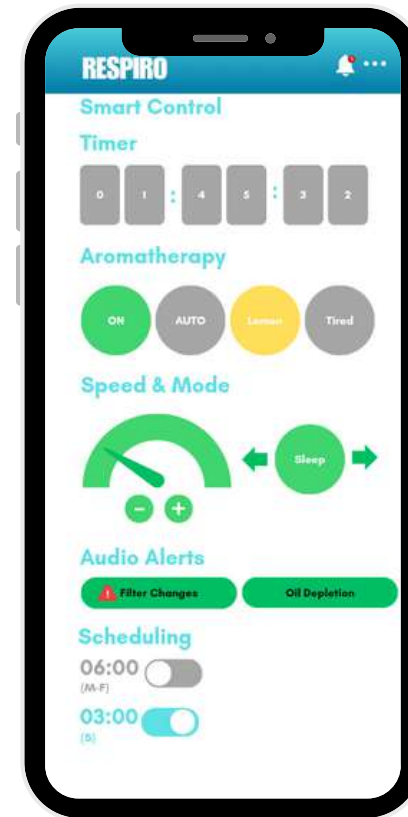 RESPIRO
Smart Control
Timer
0 1 : 4 5 : 3 2
Aromatherapy
ON AUTO Lemon Tired
Speed & Mode
Sleep
- +
Audio Alerts
! Filter Changes Oil Depletion
Scheduling
06:00
(M-F)
03:00
(S)